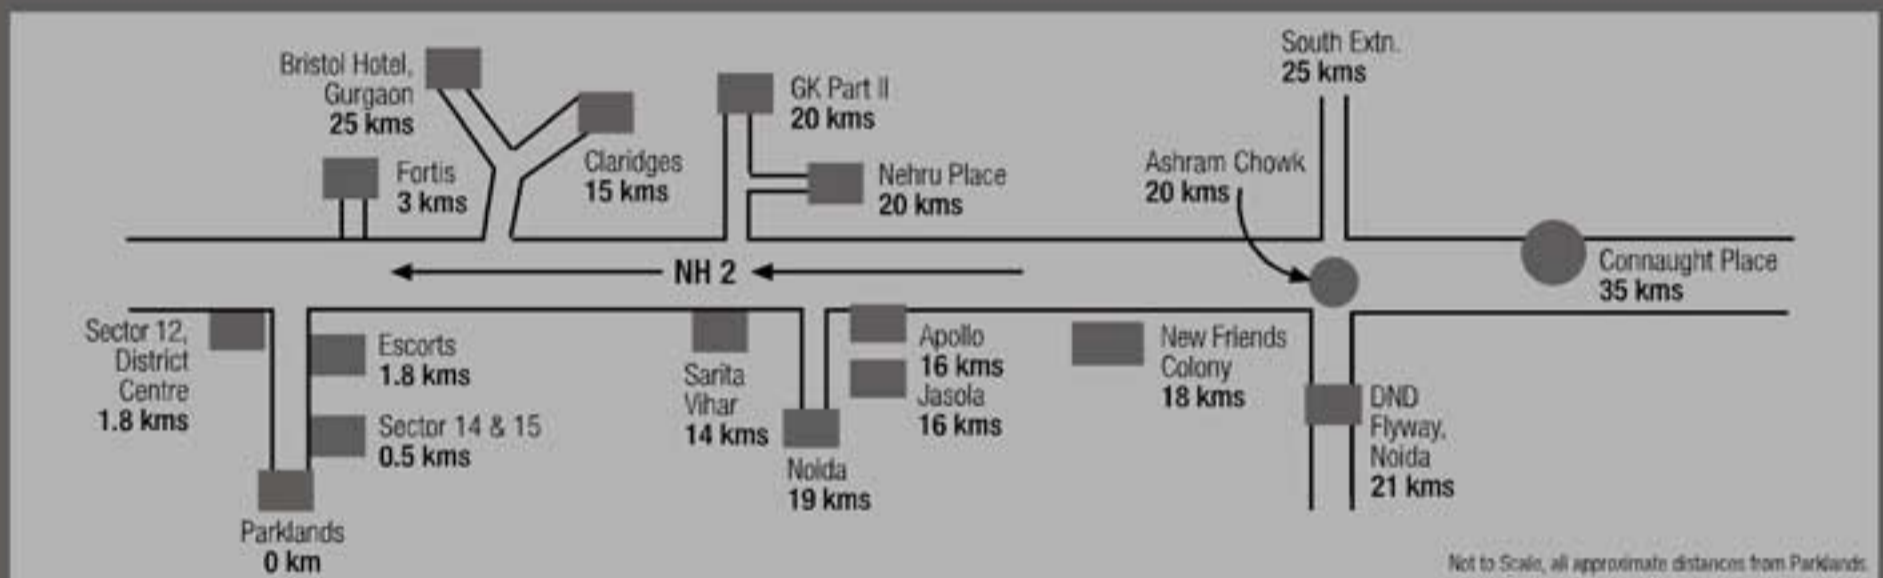 Bristol Hotel,
Gurgaon
25 kms
Fortis
3 kms
Claridges
15 kms
GK Part II
20 kms
Nehru Place
20 kms
South Extn.
25 kms
Ashram Chowk
20 kms
NH 2
Connaught Place
35 kms
Sector 12,
District
Centre
1.8 kms
Escorts
1.8 kms
Sector 14 & 15
0.5 kms
Parklands
0 km
Sarita
Vihar
14 kms
Noida
19 kms
Apollo
16 kms
Jasola
16 kms
New Friends
Colony
18 kms
DND
Flyway,
Noida
21 kms
Not to Scale, all approximate distances from Parklands.